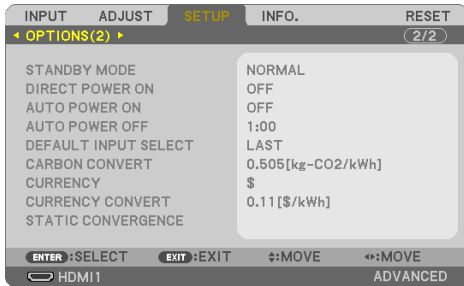 INPUT ADJUST SETUP INFO. RESET
OPTIONS(2) 2/2
STANDBY MODE NORMAL
DIRECT POWER ON OFF
AUTO POWER ON OFF
AUTO POWER OFF 1:00
DEFAULT INPUT SELECT LAST
CARBON CONVERT 0.505[kg-CO2/kWh]
CURRENCY $
CURRENCY CONVERT 0.11[$/kWh]
STATIC CONVERGENCE
ENTER:SELECT EXIT:EXIT :MOVE :MOVE
HDMI1 ADVANCED